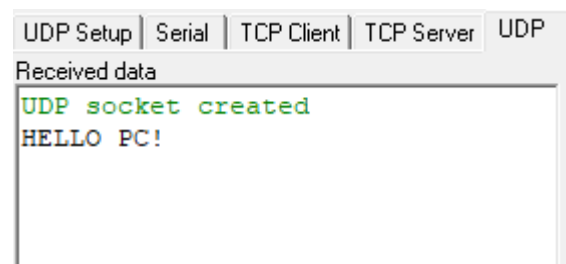 UDP Setup Serial TCP Client TCP Server UDP
Received data
UDP socket created
HELLO PC!